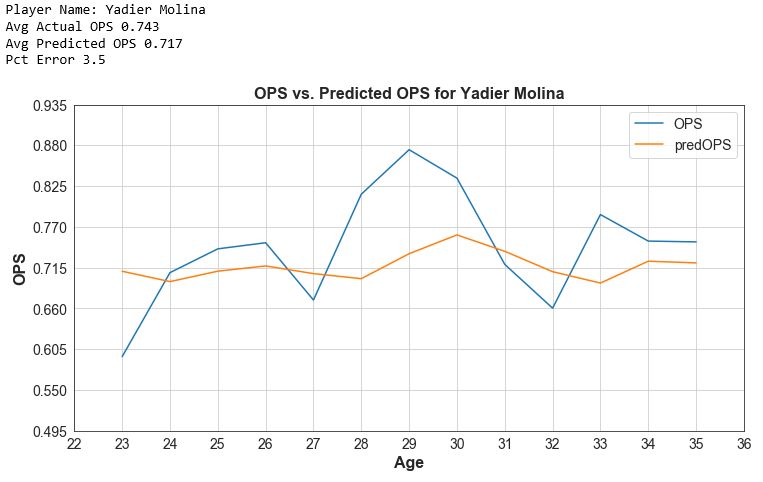 Player Name: Yadier Molina
Avg Actual OPS 0.743
Avg Predicted OPS 0.717
Pct Error 3.5
OPS vs. Predicted OPS for Yadier Molina
0.935
0.880
0.825
0.770
0.715
0.660
0.605
0.550
0.495
OPS
OPS
predOPS
22 23 24 25 26 27 28 29 30 31 32 33 34 35 36
Age